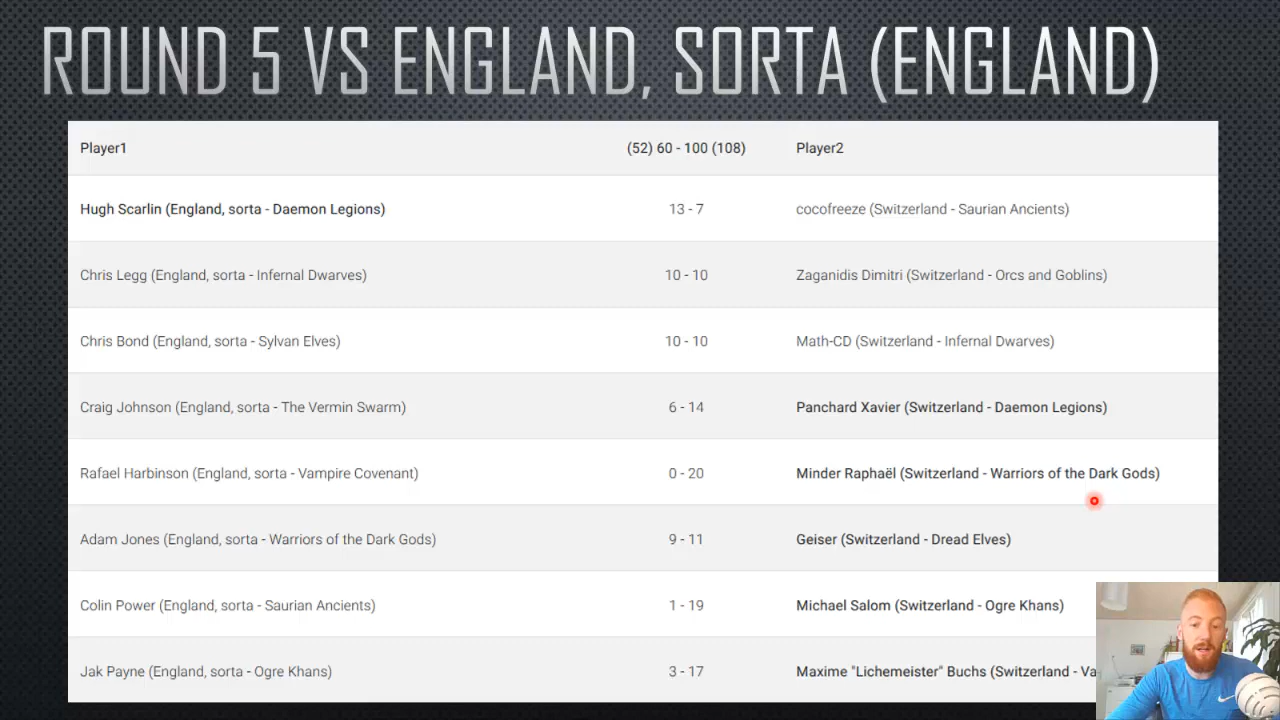 ROUND 5 VS ENGLAND, SORTA (ENGLAND)
Player1 (52) 60 - 100 (108) Player2
Hugh Scarlin (England, sorta - Daemon Legions) 13 - 7 cocofreeze (Switzerland - Saurian Ancients)
Chris Legg (England, sorta - Infernal Dwarves) 10 - 10 Zaganidis Dimitri (Switzerland - Orcs and Goblins)
Chris Bond (England, sorta - Sylvan Elves) 10 - 10 Math-CD (Switzerland - Infernal Dwarves)
Craig Johnson (England, sorta - The Vermin Swarm) 6 - 14 Panchard Xavier (Switzerland - Daemon Legions)
Rafael Harbinson (England, sorta - Vampire Covenant) 0 - 20 Minder Raphaël (Switzerland - Warriors of the Dark Gods)
Adam Jones (England, sorta - Warriors of the Dark Gods) 9 - 11 Geiser (Switzerland - Dread Elves)
Colin Power (England, sorta - Saurian Ancients) 1 - 19 Michael Salom (Switzerland - Ogre Khans)
Jak Payne (England, sorta - Ogre Khans) 3 - 17 Maxime "Lichemeister" Buchs (Switzerland - Va